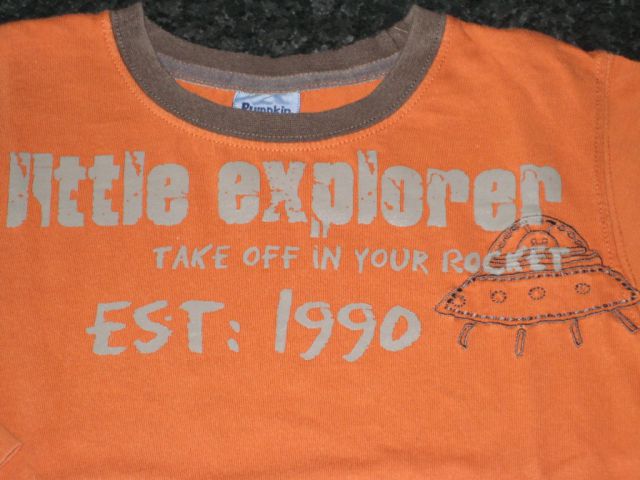 Pumpkin
little explorer
TAKE OFF IN YOUR ROCKET
EST: 1990